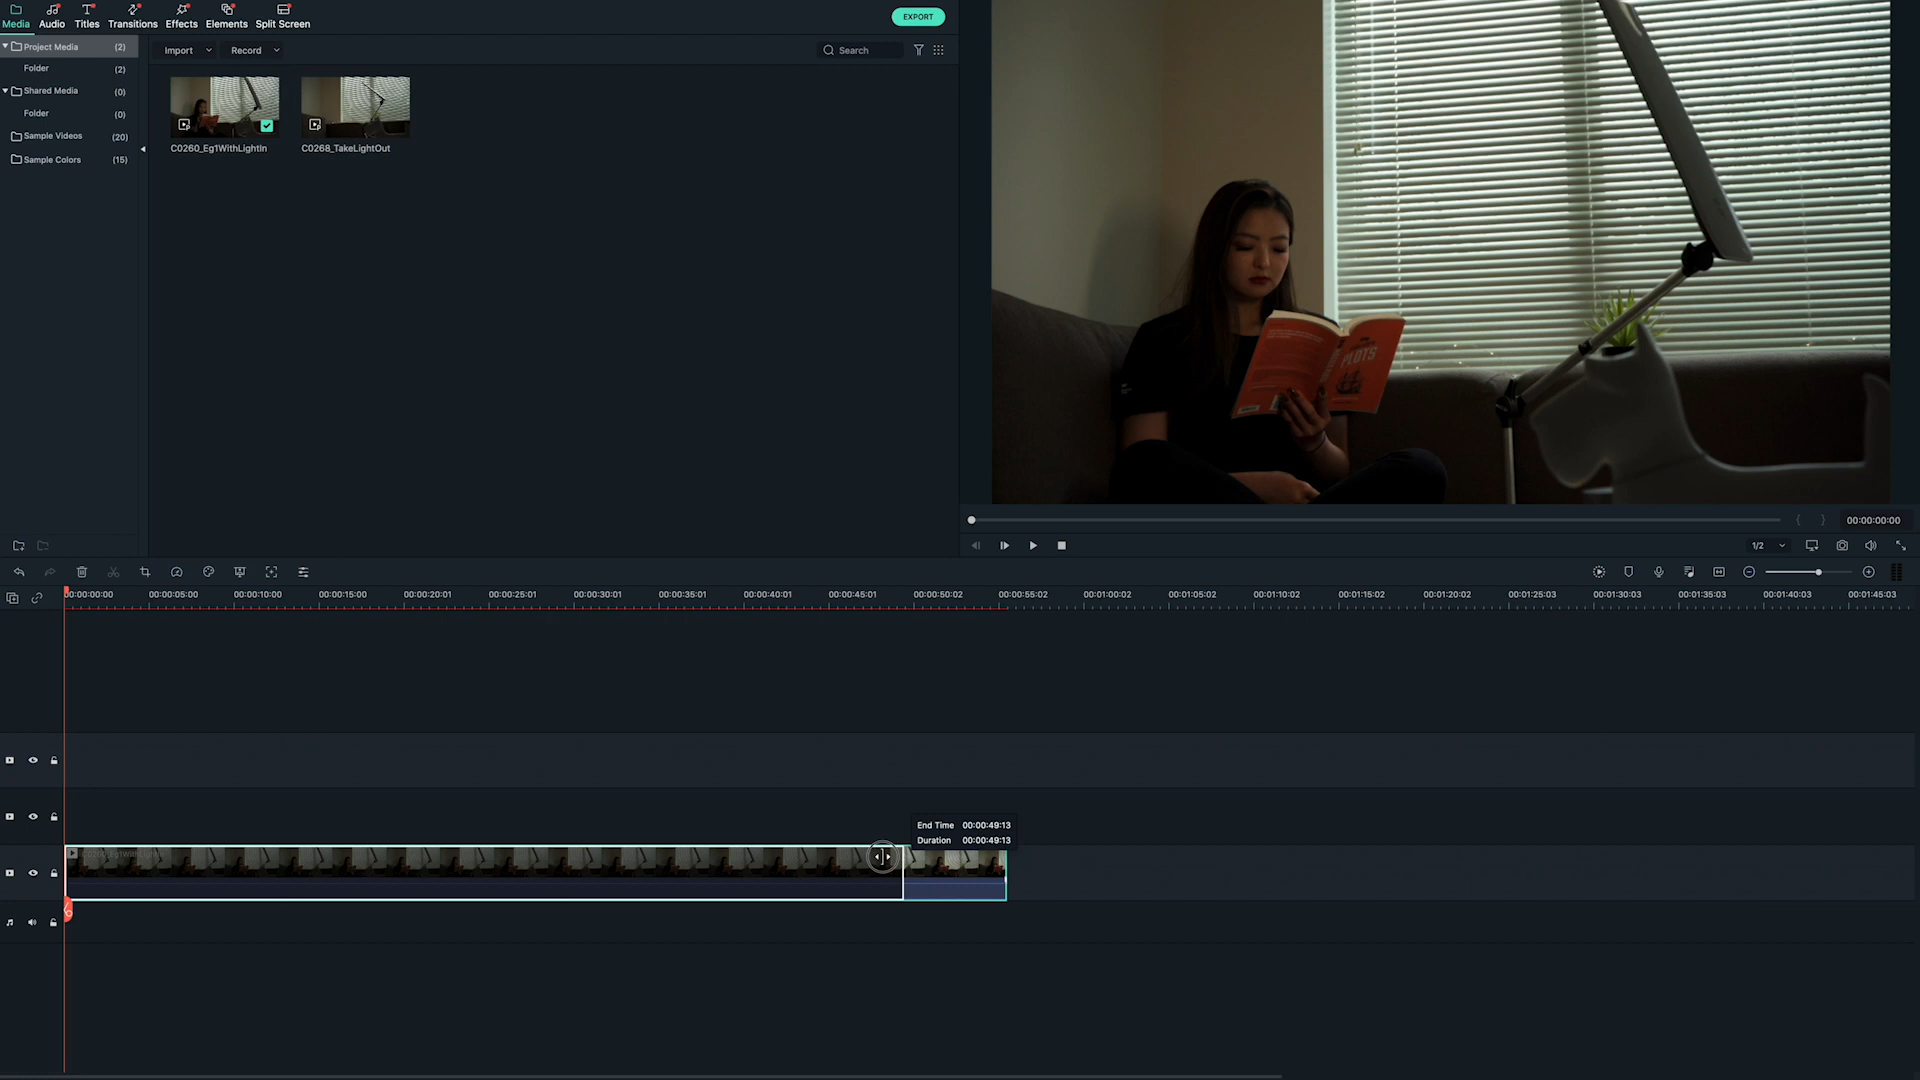 Media Audio Titles Transitions Effects Elements Split Screen
EXPORT
Project Media (2)
Folder (2)
Shared Media (0)
Folder (0)
Sample Videos (20)
Sample Colors (15)
Import Record Search
C0260_Eg1WithLightIn C0268_TakeLightOut
PLOTS
00:00:00:00
1/2
00:00:00:00 00:00:05:00 00:00:10:00 00:00:15:00 00:00:20:01 00:00:25:01 00:00:30:01 00:00:35:01 00:00:40:01 00:00:45:01 00:00:50:02 00:00:55:02 00:01:00:02 00:01:05:02 00:01:10:02 00:01:15:02 00:01:20:02 00:01:25:03 00:01:30:03 00:01:35:03 00:01:40:03 00:01:45:03
End Time 00:00:49:13
Duration 00:00:49:13